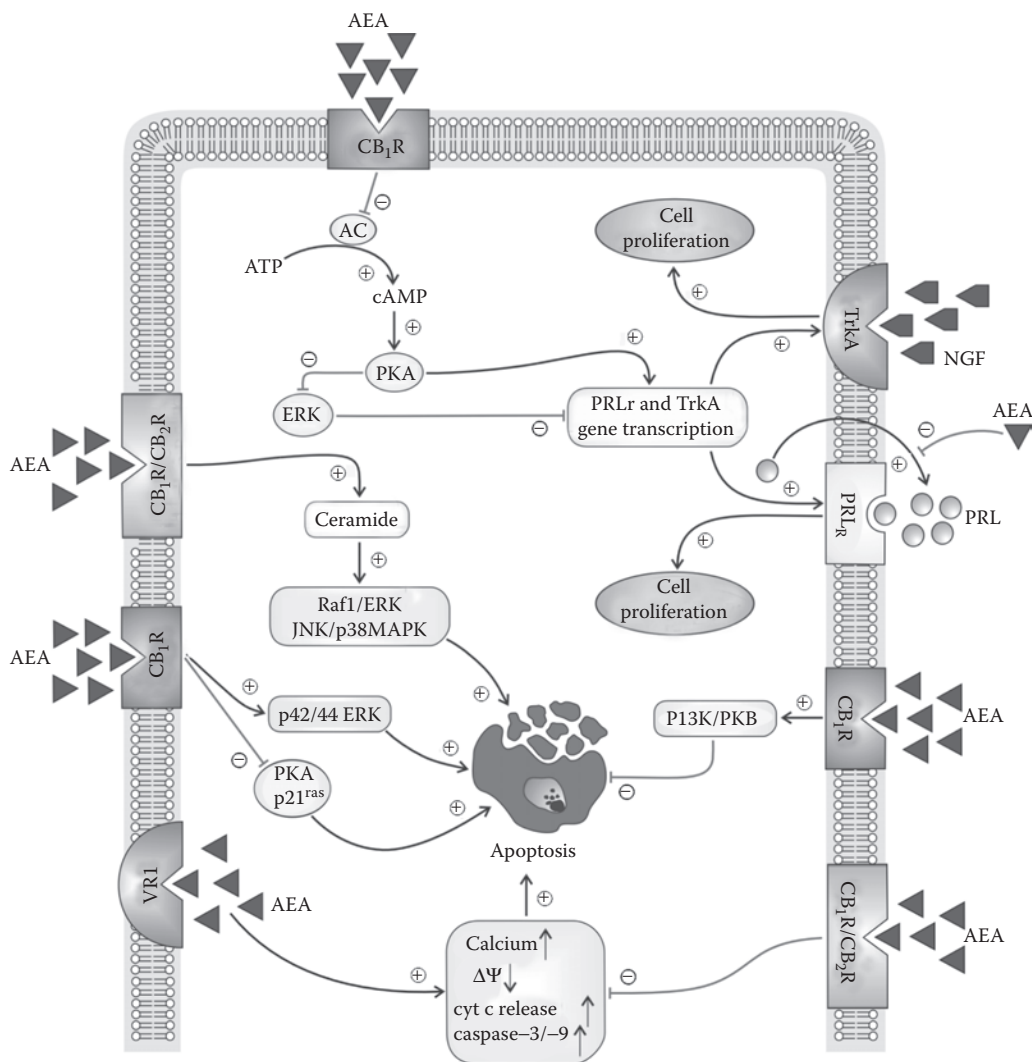 AEA
CB₁R
⊖
AC
ATP
⊕
cAMP
⊕
⊖
PKA
ERK
⊕
⊖
PRLr and TrkA
gene transcription
Cell
proliferation
⊕
⊕
TrkA
NGF
AEA
⊖
⊕
⊕
PRL_R
PRL
⊕
Cell
proliferation
AEA
CB₁R/CB₂R
⊕
Ceramide
⊕
Raf1/ERK
JNK/p38MAPK
⊕
AEA
CB₁R
⊕
p42/44 ERK
⊕
⊖
PKA
p21ʳᵃˢ
⊕
P13K/PKB
⊕
CB₁R
AEA
⊖
Apoptosis
⊕
VR1
AEA
⊕
Calcium ↑
ΔΨ ↓
cyt c release ↑
caspase–3/–9 ↑
⊖
CB₁R/CB₂R
AEA